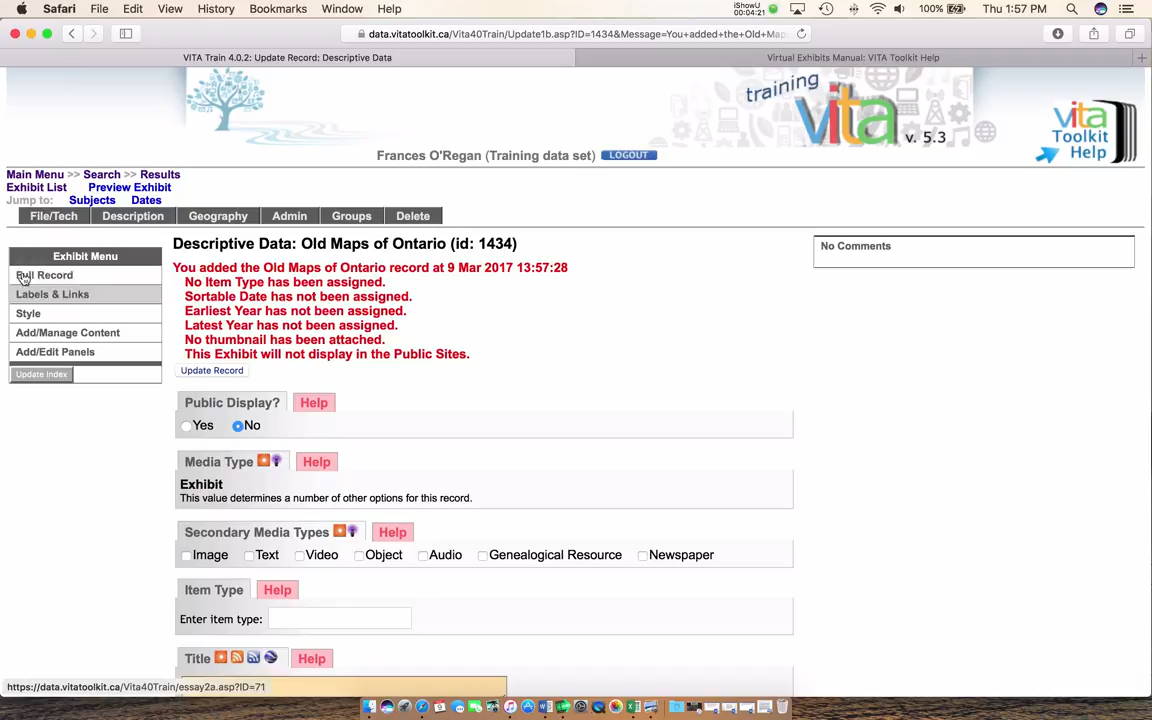 Safari File Edit View History Bookmarks Window Help iShowU 00:04:21 100% Thu 1:57 PM
data.vitatoolkit.ca/Vita40Train/Update1b.asp?ID=1434&Message=You+added+the+Old+Map
VITA Train 4.0.2: Update Record: Descriptive Data Virtual Exhibits Manual: VITA Toolkit Help
training vita v. 5.3
vita Toolkit Help
Frances O'Regan (Training data set) LOGOUT
Main Menu >> Search >> Results
Exhibit List Preview Exhibit
Jump to: Subjects Dates
File/Tech Description Geography Admin Groups Delete
Exhibit Menu
Full Record
Labels & Links
Style
Add/Manage Content
Add/Edit Panels
Update Index
Descriptive Data: Old Maps of Ontario (id: 1434)
You added the Old Maps of Ontario record at 9 Mar 2017 13:57:28
No Item Type has been assigned.
Sortable Date has not been assigned.
Earliest Year has not been assigned.
Latest Year has not been assigned.
No thumbnail has been attached.
This Exhibit will not display in the Public Sites.
Update Record
No Comments
Public Display? Help
Yes No
Media Type Help
Exhibit
This value determines a number of other options for this record.
Secondary Media Types Help
Image Text Video Object Audio Genealogical Resource Newspaper
Item Type Help
Enter item type:
Title Help
https://data.vitatoolkit.ca/Vita40Train/essay2a.asp?ID=71